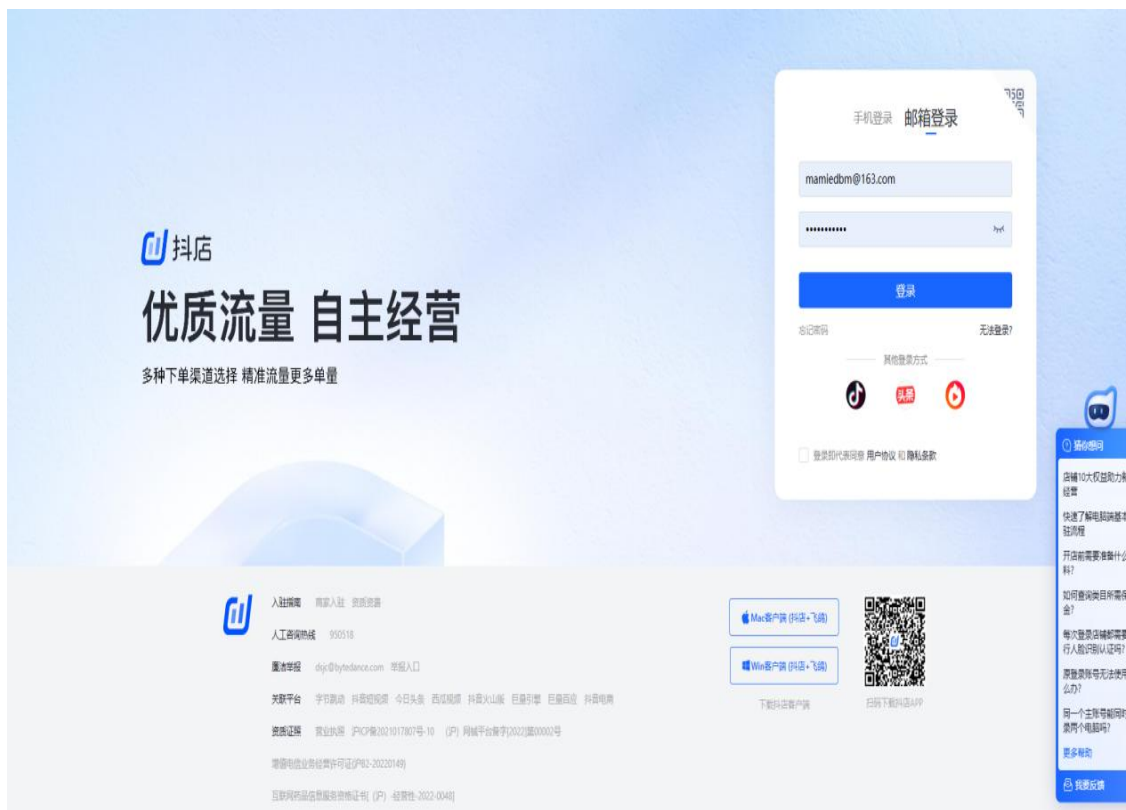 手机登录 邮箱登录
mamiedbm@163.com
•••••••••••
登录
忘记密码 无法登录?
其他登录方式
头条
登录即代表同意 用户协议 和 隐私条款
抖店
优质流量 自主经营
多种下单渠道选择 精准流量更多单量
猜你想问
店铺10大权益助力
经营
快速了解电脑端基本
驻流程
开店前需要准备什么
料?
如何查询类目所需保
金?
每次登录店铺都需要
行人脸识别认证吗?
原登录账号无法使用
么办?
同一个主账号能同时
录两个电脑吗?
更多帮助
我要反馈
入驻指南 商家入驻 资质资费
人工咨询热线 950518
廉洁举报 dsjc@bytedance.com 举报入口
关联平台 字节跳动 抖音短视频 今日头条 西瓜视频 抖音火山版 巨量引擎 巨量百应 抖音电商
资质证照 营业执照 沪ICP备2021017807号-10 (沪) 网械平台备字[2022]第00002号
增值电信业务经营许可证(沪B2-20220149)
互联网药品信息服务资格证书[ (沪) -经营性-2022-0048]
Mac客户端 (抖店+飞鸽)
Win客户端 (抖店+飞鸽)
下载抖店客户端
扫码下载抖店APP